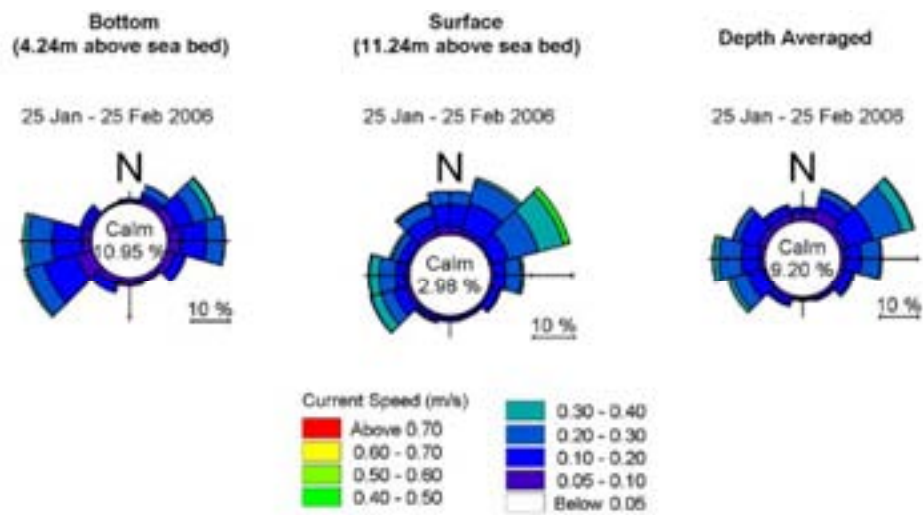 Bottom
(4.24m above sea bed)
25 Jan - 25 Feb 2006
N
Calm
10.95 %
10 %
Surface
(11.24m above sea bed)
25 Jan - 25 Feb 2006
N
Calm
2.98 %
10 %
Depth Averaged
25 Jan - 25 Feb 2006
N
Calm
9.20 %
10 %
Current Speed (m/s)
Above 0.70
0.60 - 0.70
0.50 - 0.60
0.40 - 0.50
0.30 - 0.40
0.20 - 0.30
0.10 - 0.20
0.05 - 0.10
Below 0.05